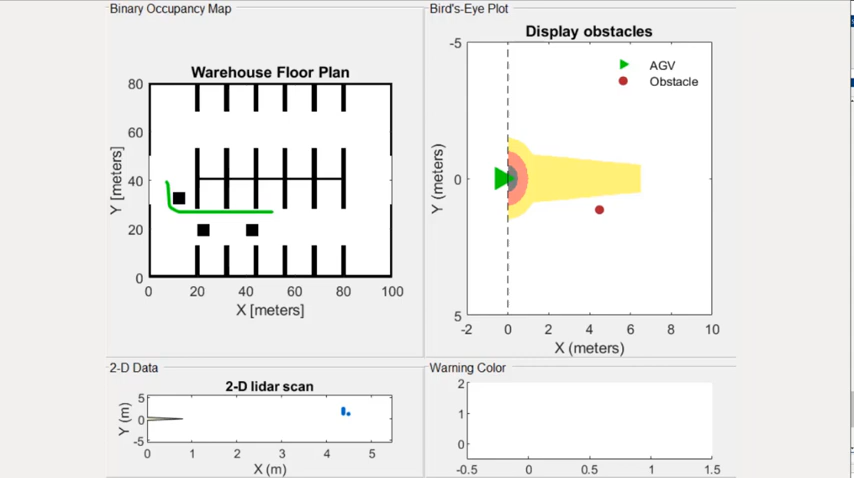 Binary Occupancy Map
Warehouse Floor Plan
80
60
40
20
0
Y [meters]
0 20 40 60 80 100
X [meters]
Bird's-Eye Plot
Display obstacles
AGV
Obstacle
-5
0
5
Y (meters)
-2 0 2 4 6 8 10
X (meters)
2-D Data
2-D lidar scan
5
0
-5
Y (m)
0 1 2 3 4 5
X (m)
Warning Color
2
1
0
-0.5 0 0.5 1 1.5